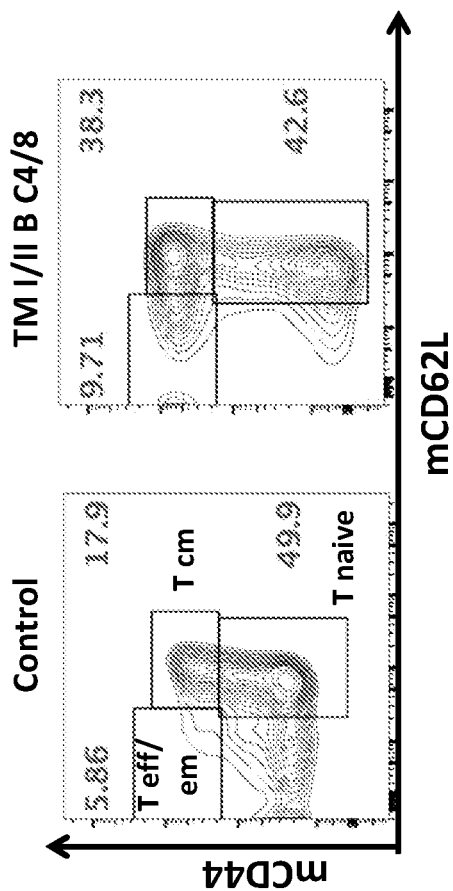 Control
TM I/II B C4/8
5.86
17.9
9.71
38.3
T eff/
em
T cm
49.9
42.6
T naive
mCD44
mCD62L